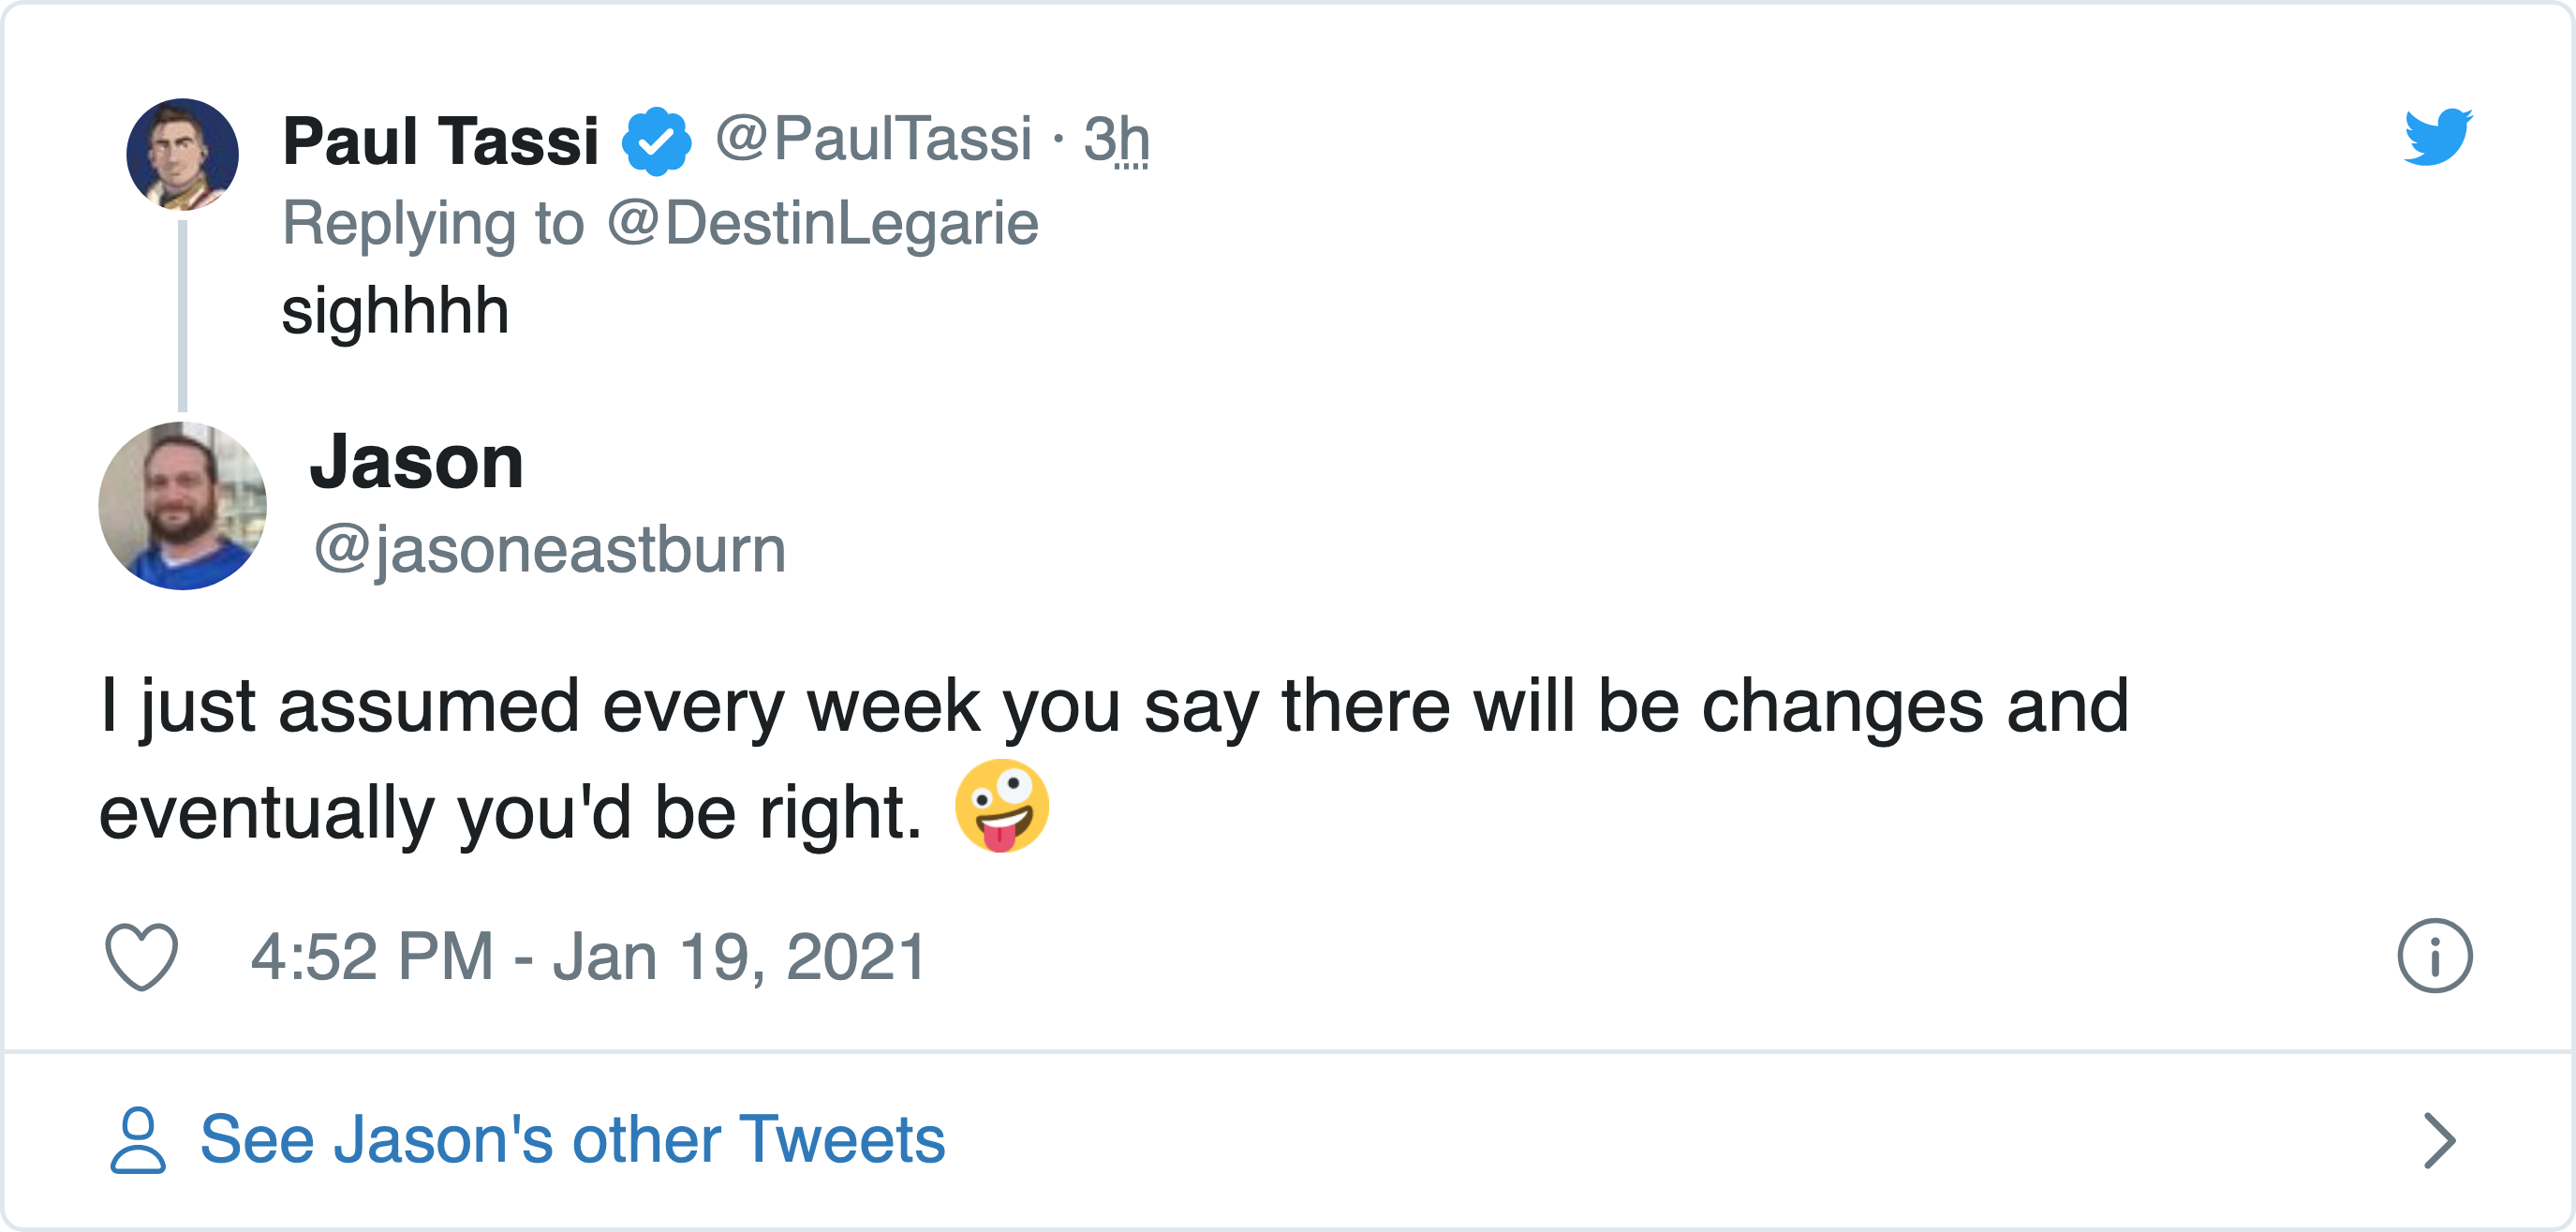 Paul Tassi @PaulTassi · 3h
Replying to @DestinLegarie
sighhhh
Jason
@jasoneastburn
I just assumed every week you say there will be changes and
eventually you'd be right. 🤪
4:52 PM - Jan 19, 2021
See Jason's other Tweets